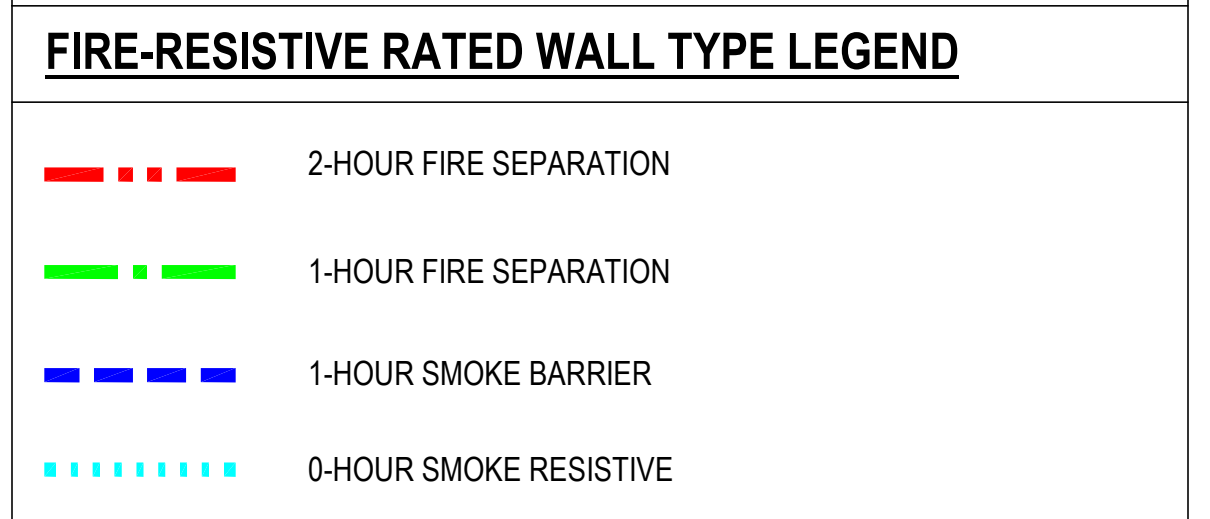 FIRE-RESISTIVE RATED WALL TYPE LEGEND
2-HOUR FIRE SEPARATION
1-HOUR FIRE SEPARATION
1-HOUR SMOKE BARRIER
0-HOUR SMOKE RESISTIVE